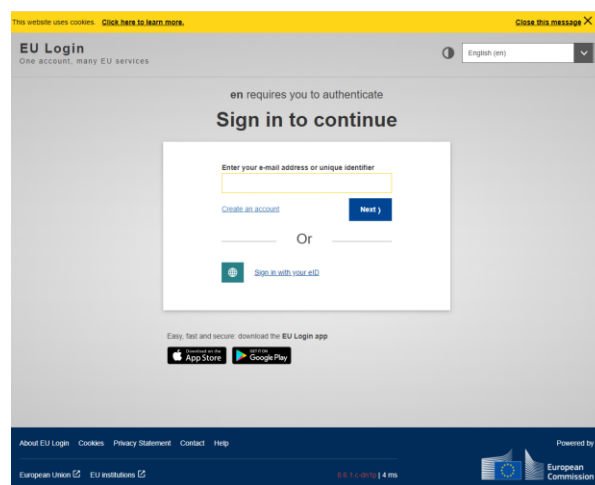 This website uses cookies. Click here to learn more.
Close this message
EU Login
One account, many EU services
English (en)
en requires you to authenticate
Sign in to continue
Enter your e-mail address or unique identifier
Create an account
Next
Or
Sign in with your eID
Easy, fast and secure: download the EU Login app
Download on the
App Store
GET IT ON
Google Play
About EU Login Cookies Privacy Statement Contact Help
Powered by
European Union EU institutions
| 4 ms
European
Commission